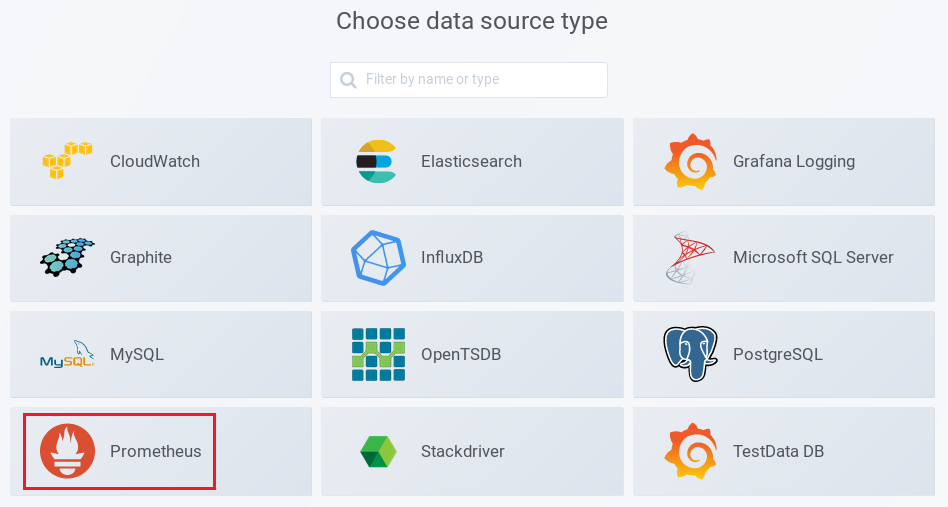 Choose data source type
Filter by name or type
CloudWatch
Elasticsearch
Grafana Logging
Graphite
InfluxDB
Microsoft SQL Server
MySQL
MySQL
OpenTSDB
PostgreSQL
Prometheus
Stackdriver
TestData DB